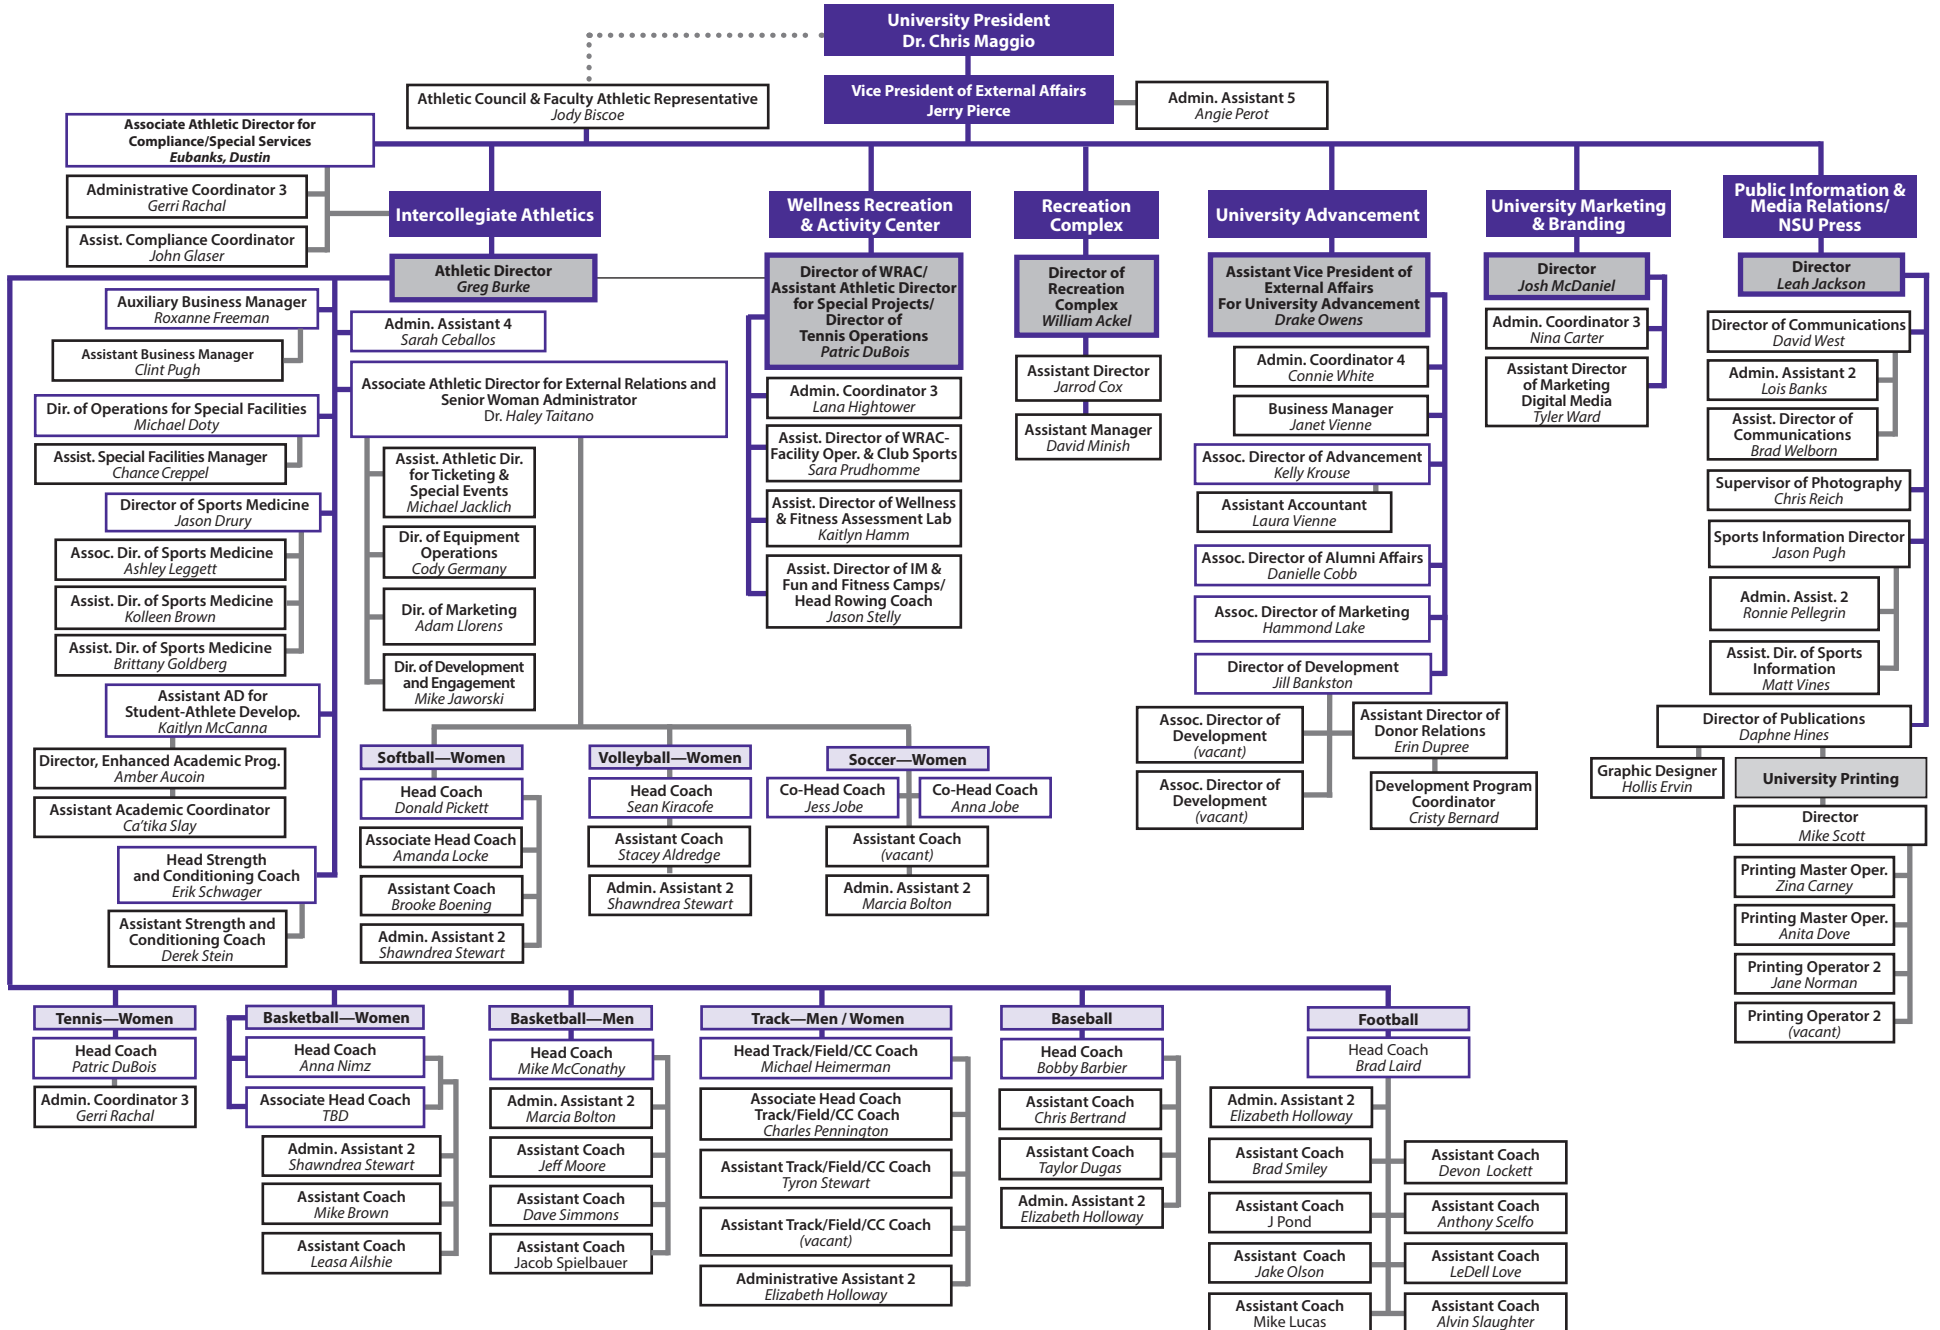 University President
Dr. Chris Maggio
Athletic Council & Faculty Athletic Representative
Jody Biscoe
Vice President of External Affairs
Jerry Pierce
Admin. Assistant 5
Angie Perot
Associate Athletic Director for
Compliance/Special Services
Eubanks, Dustin
Administrative Coordinator 3
Gerri Rachal
Assist. Compliance Coordinator
John Glaser
Intercollegiate Athletics
Athletic Director
Greg Burke
Auxiliary Business Manager
Roxanne Freeman
Assistant Business Manager
Clint Pugh
Dir. of Operations for Special Facilities
Michael Doty
Assist. Special Facilities Manager
Chance Creppel
Director of Sports Medicine
Jason Drury
Assoc. Dir. of Sports Medicine
Ashley Leggett
Assist. Dir. of Sports Medicine
Kolleen Brown
Assist. Dir. of Sports Medicine
Brittany Goldberg
Assistant AD for
Student-Athlete Develop.
Kaitlyn McCanna
Director, Enhanced Academic Prog.
Amber Aucoin
Assistant Academic Coordinator
Ca'tika Slay
Head Strength
and Conditioning Coach
Erik Schwager
Assistant Strength and
Conditioning Coach
Derek Stein
Admin. Assistant 4
Sarah Ceballos
Associate Athletic Director for External Relations and
Senior Woman Administrator
Dr. Haley Taitano
Assist. Athletic Dir.
for Ticketing &
Special Events
Michael Jacklich
Dir. of Equipment
Operations
Cody Germany
Dir. of Marketing
Adam Llorens
Dir. of Development
and Engagement
Mike Jaworski
Softball—Women
Head Coach
Donald Pickett
Associate Head Coach
Amanda Locke
Assistant Coach
Brooke Boening
Admin. Assistant 2
Shawndrea Stewart
Volleyball—Women
Head Coach
Sean Kiracofe
Assistant Coach
Stacey Aldredge
Admin. Assistant 2
Shawndrea Stewart
Soccer—Women
Co-Head Coach
Jess Jobe
Co-Head Coach
Anna Jobe
Assistant Coach
(vacant)
Admin. Assistant 2
Marcia Bolton
Wellness Recreation
& Activity Center
Director of WRAC/
Assistant Athletic Director
for Special Projects/
Director of
Tennis Operations
Patric DuBois
Admin. Coordinator 3
Lana Hightower
Assist. Director of WRAC-
Facility Oper. & Club Sports
Sara Prudhomme
Assist. Director of Wellness
& Fitness Assessment Lab
Kaitlyn Hamm
Assist. Director of IM &
Fun and Fitness Camps/
Head Rowing Coach
Jason Stelly
Recreation
Complex
Director of
Recreation
Complex
William Ackel
Assistant Director
Jarrod Cox
Assistant Manager
David Minish
University Advancement
Assistant Vice President of
External Affairs
For University Advancement
Drake Owens
Admin. Coordinator 4
Connie White
Business Manager
Janet Vienne
Assoc. Director of Advancement
Kelly Krouse
Assistant Accountant
Laura Vienne
Assoc. Director of Alumni Affairs
Danielle Cobb
Assoc. Director of Marketing
Hammond Lake
Director of Development
Jill Bankston
Assoc. Director of
Development
(vacant)
Assistant Director of
Donor Relations
Erin Dupree
Assoc. Director of
Development
(vacant)
Development Program
Coordinator
Cristy Bernard
University Marketing
& Branding
Director
Josh McDaniel
Admin. Coordinator 3
Nina Carter
Assistant Director
of Marketing
Digital Media
Tyler Ward
Public Information &
Media Relations/
NSU Press
Director
Leah Jackson
Director of Communications
David West
Admin. Assistant 2
Lois Banks
Assist. Director of
Communications
Brad Welborn
Supervisor of Photography
Chris Reich
Sports Information Director
Jason Pugh
Admin. Assist. 2
Ronnie Pellegrin
Assist. Dir. of Sports
Information
Matt Vines
Director of Publications
Daphne Hines
Graphic Designer
Hollis Ervin
University Printing
Director
Mike Scott
Printing Master Oper.
Zina Carney
Printing Master Oper.
Anita Dove
Printing Operator 2
Jane Norman
Printing Operator 2
(vacant)
Tennis—Women
Head Coach
Patric DuBois
Admin. Coordinator 3
Gerri Rachal
Basketball—Women
Head Coach
Anna Nimz
Associate Head Coach
TBD
Admin. Assistant 2
Shawndrea Stewart
Assistant Coach
Mike Brown
Assistant Coach
Leasa Ailshie
Basketball—Men
Head Coach
Mike McConathy
Admin. Assistant 2
Marcia Bolton
Assistant Coach
Jeff Moore
Assistant Coach
Dave Simmons
Assistant Coach
Jacob Spielbauer
Track—Men / Women
Head Track/Field/CC Coach
Michael Heimerman
Associate Head Coach
Track/Field/CC Coach
Charles Pennington
Assistant Track/Field/CC Coach
Tyron Stewart
Assistant Track/Field/CC Coach
(vacant)
Administrative Assistant 2
Elizabeth Holloway
Baseball
Head Coach
Bobby Barbier
Assistant Coach
Chris Bertrand
Assistant Coach
Taylor Dugas
Admin. Assistant 2
Elizabeth Holloway
Football
Head Coach
Brad Laird
Admin. Assistant 2
Elizabeth Holloway
Assistant Coach
Brad Smiley
Assistant Coach
Devon Lockett
Assistant Coach
J Pond
Assistant Coach
Anthony Scelfo
Assistant Coach
Jake Olson
Assistant Coach
LeDell Love
Assistant Coach
Mike Lucas
Assistant Coach
Alvin Slaughter